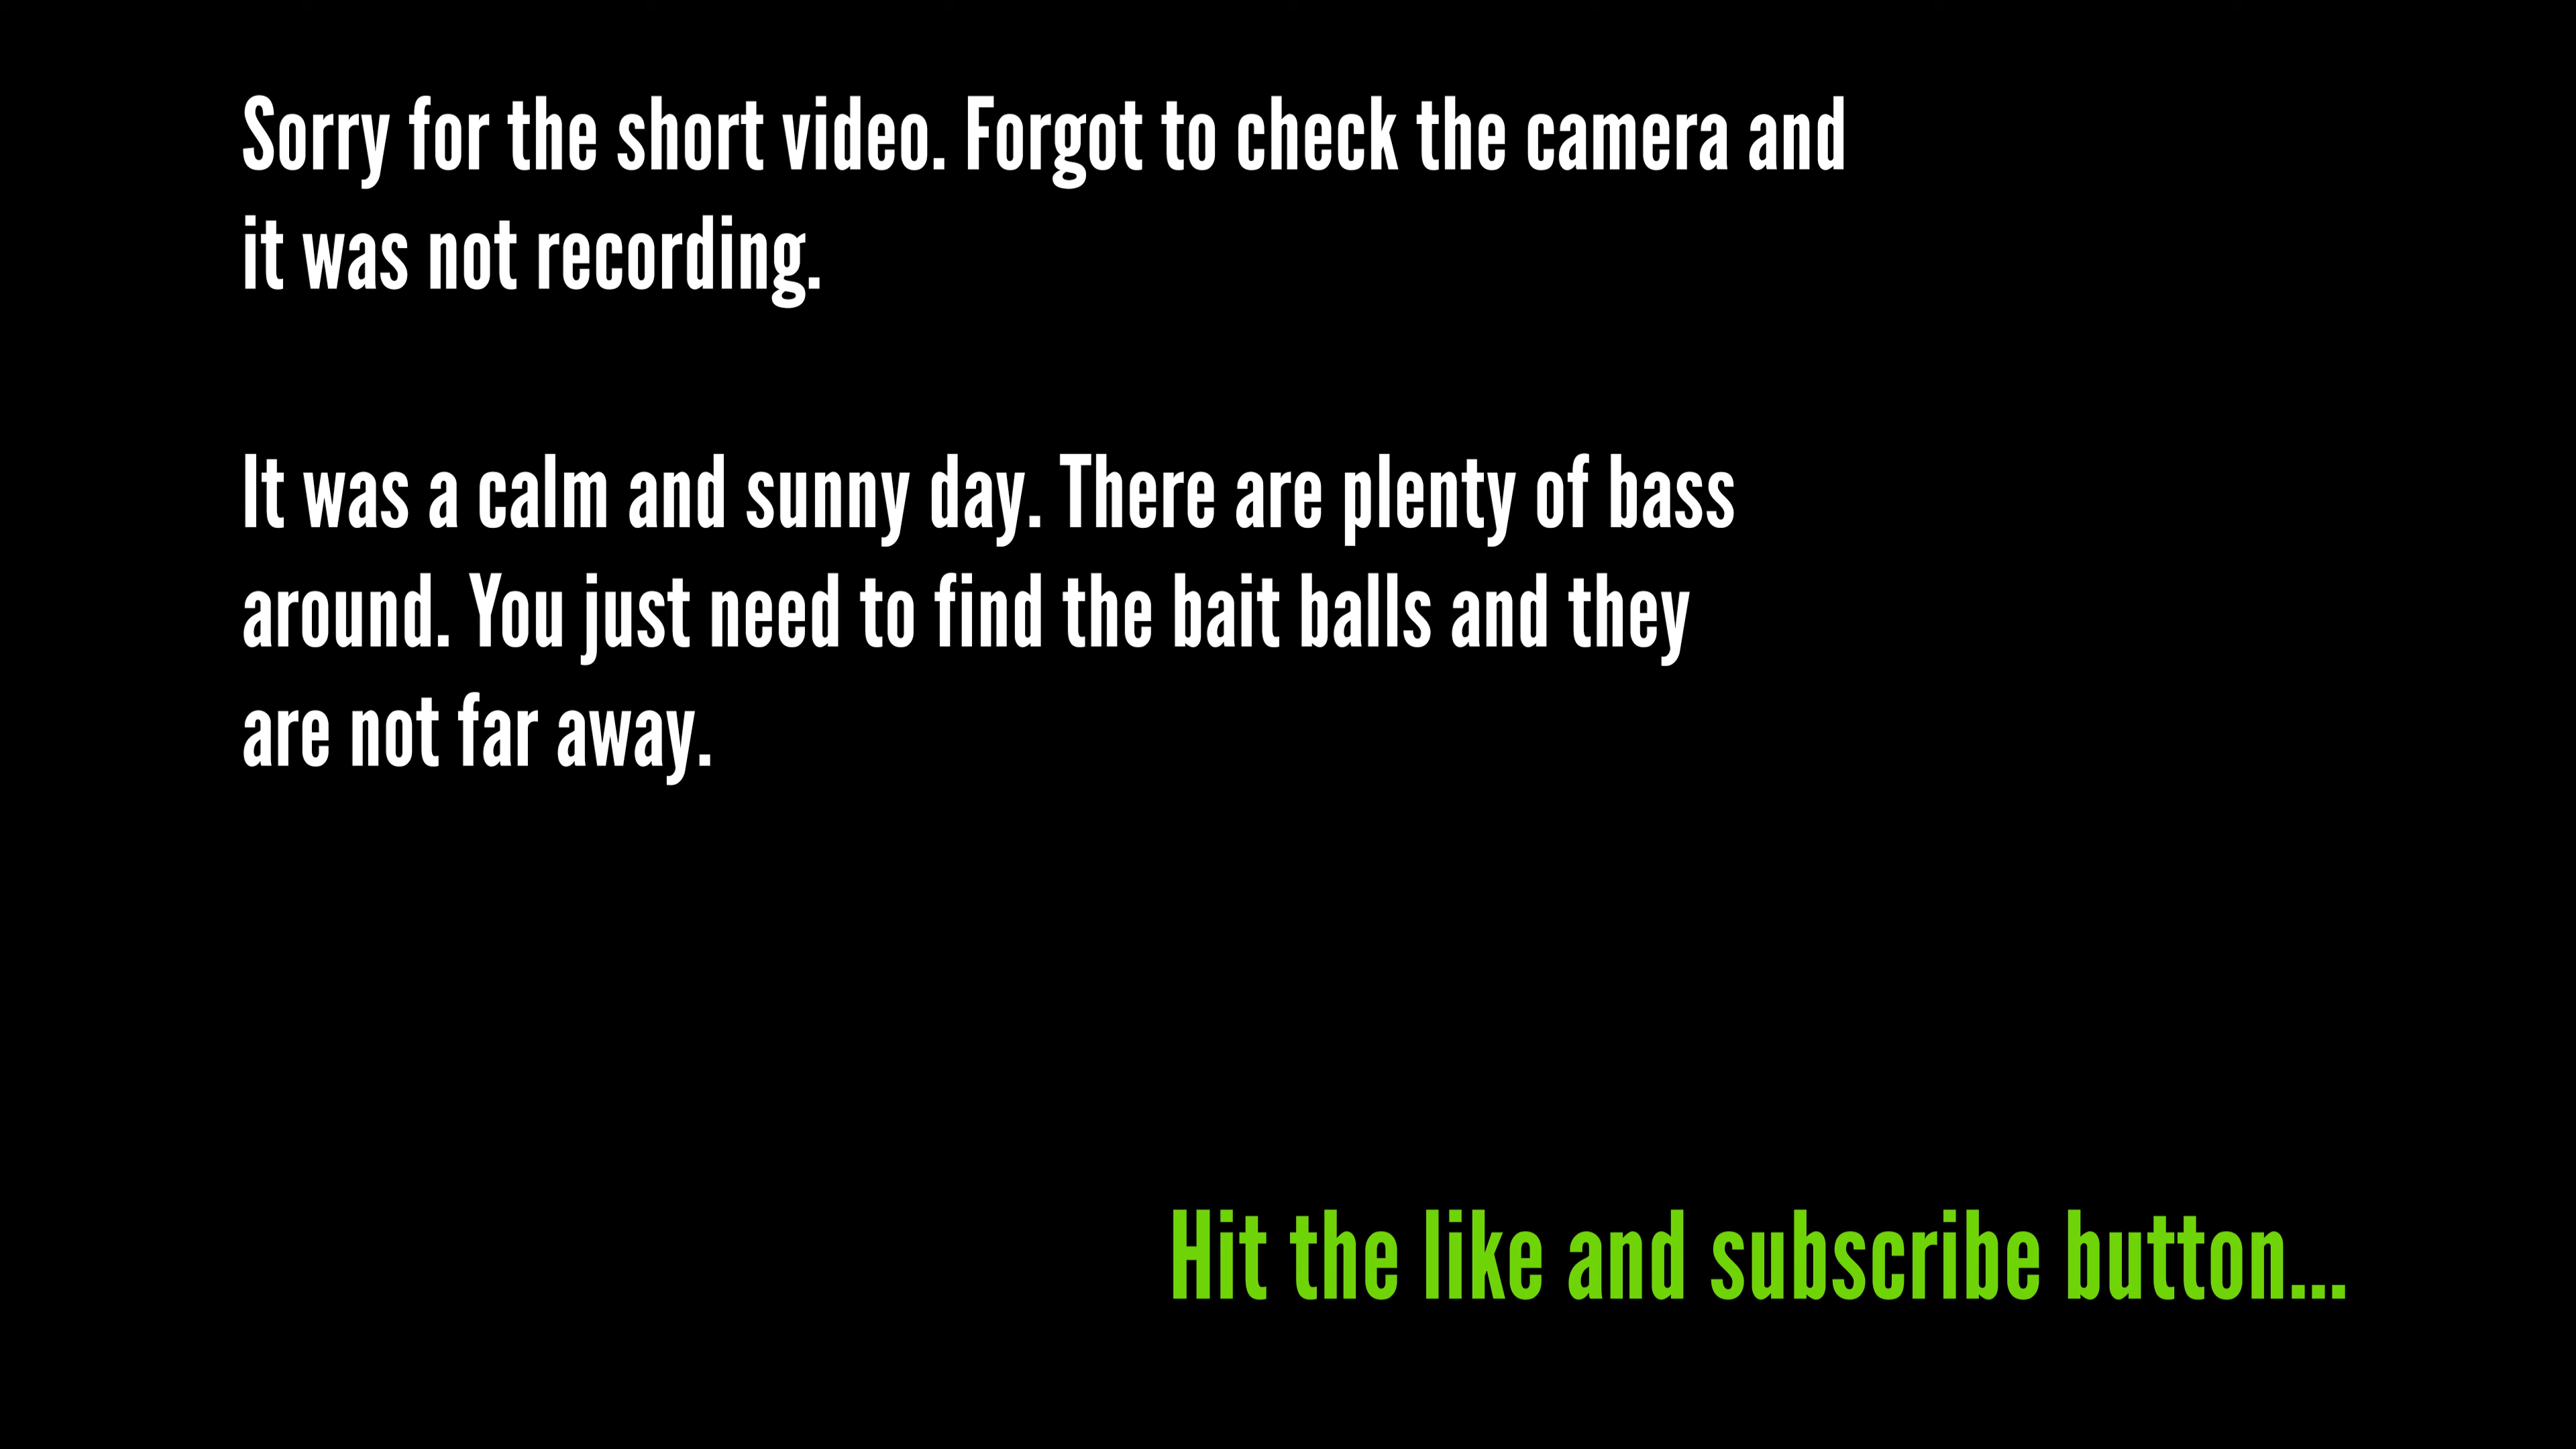 Sorry for the short video. Forgot to check the camera and
it was not recording.
It was a calm and sunny day. There are plenty of bass
around. You just need to find the bait balls and they
are not far away.
Hit the like and subscribe button...